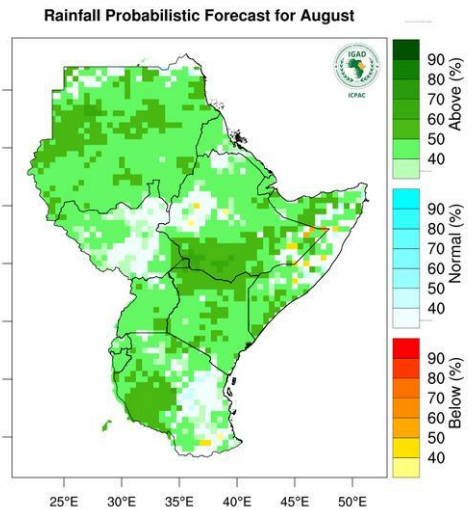 Rainfall Probabilistic Forecast for August
IGAD
ICPAC
90
80
70
60
50
40
Above (%)
90
80
70
60
50
40
Normal (%)
90
80
70
60
50
40
Below (%)
25°E 30°E 35°E 40°E 45°E 50°E